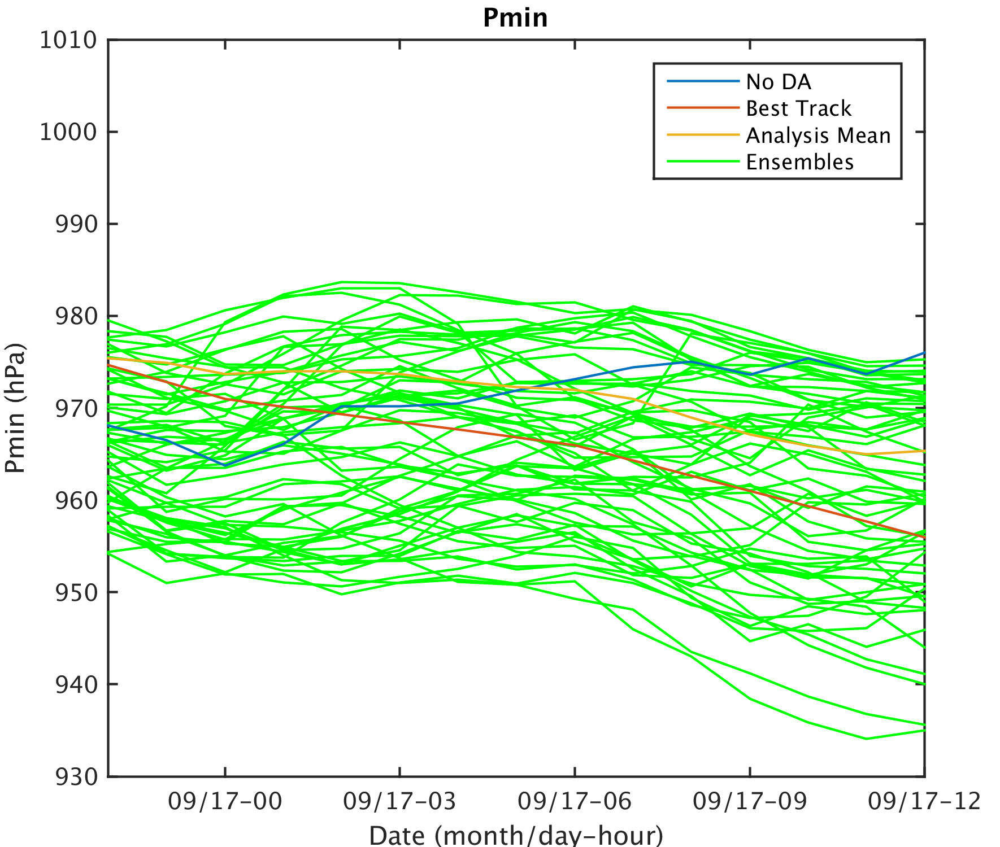 Pmin
1010
1000
990
980
970
960
950
940
930
Pmin (hPa)
No DA
Best Track
Analysis Mean
Ensembles
09/17-00
09/17-03
09/17-06
09/17-09
09/17-12
Date (month/day-hour)